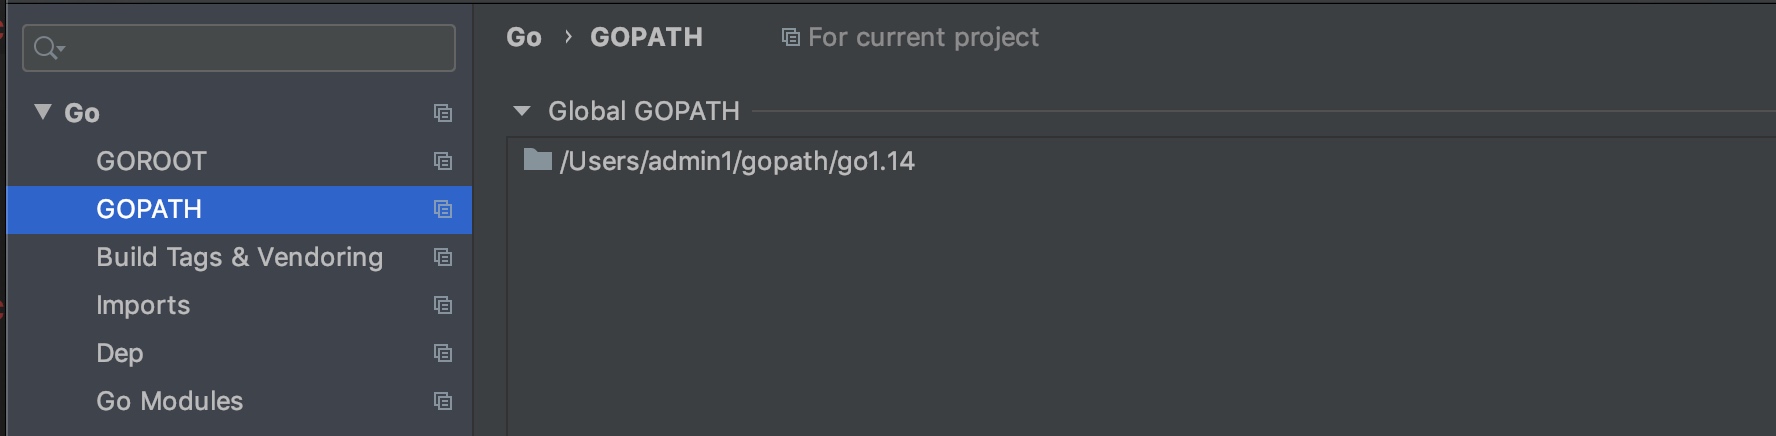 Go
GOROOT
GOPATH
Build Tags & Vendoring
Imports
Dep
Go Modules
Go › GOPATH For current project
Global GOPATH
/Users/admin1/gopath/go1.14